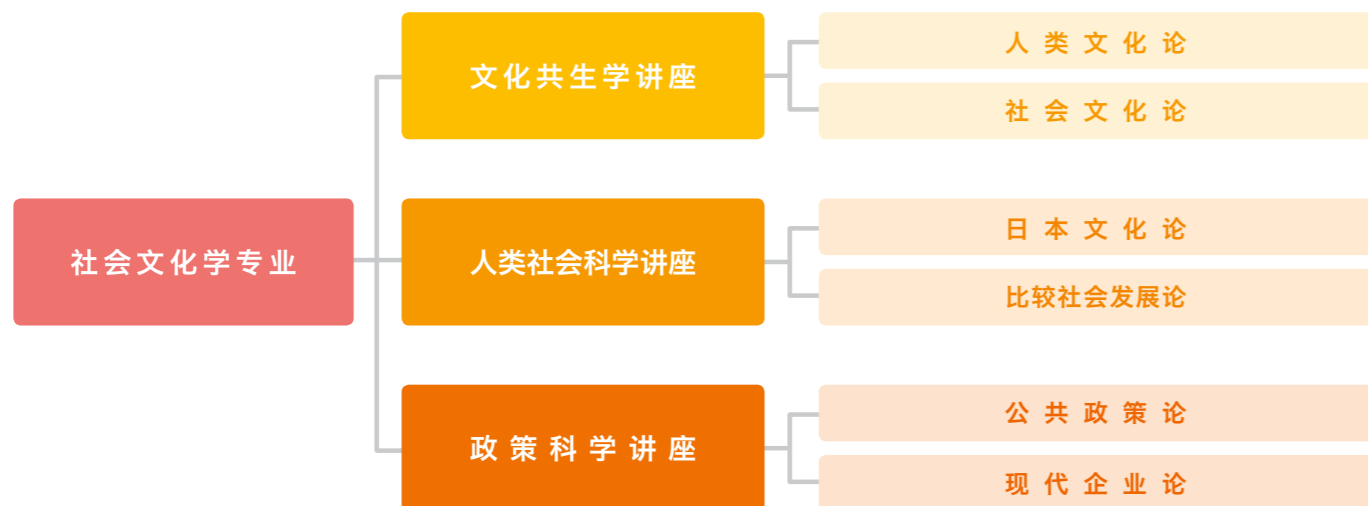 社会文化学专业
文化共生学讲座
人类文化论
社会文化论
人类社会科学讲座
日本文化论
比较社会发展论
政策科学讲座
公共政策论
现代企业论